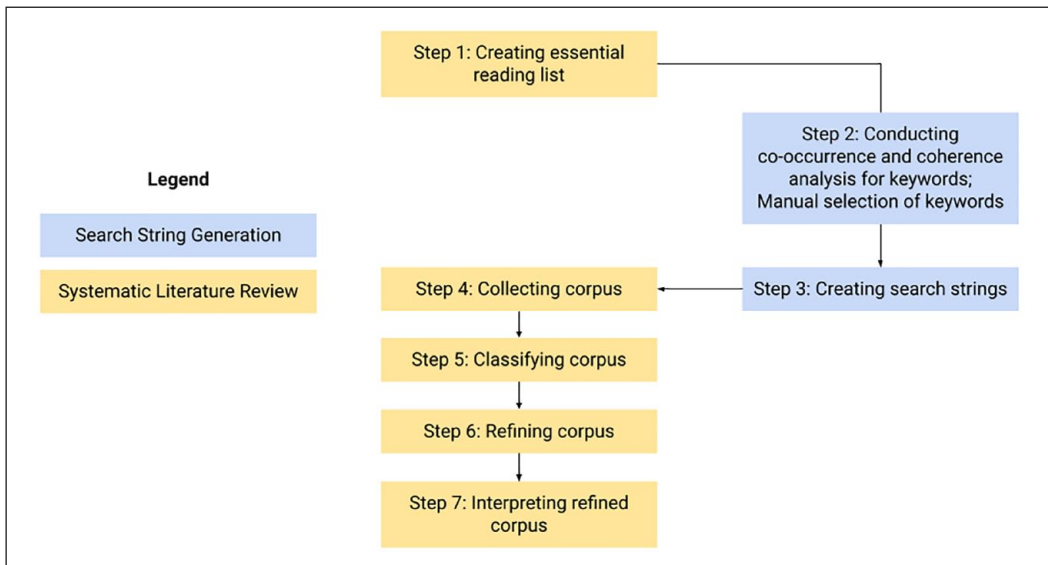 Step 1: Creating essential
reading list
Step 2: Conducting
co-occurrence and coherence
analysis for keywords;
Manual selection of keywords
Legend
Search String Generation
Systematic Literature Review
Step 3: Creating search strings
Step 4: Collecting corpus
Step 5: Classifying corpus
Step 6: Refining corpus
Step 7: Interpreting refined
corpus